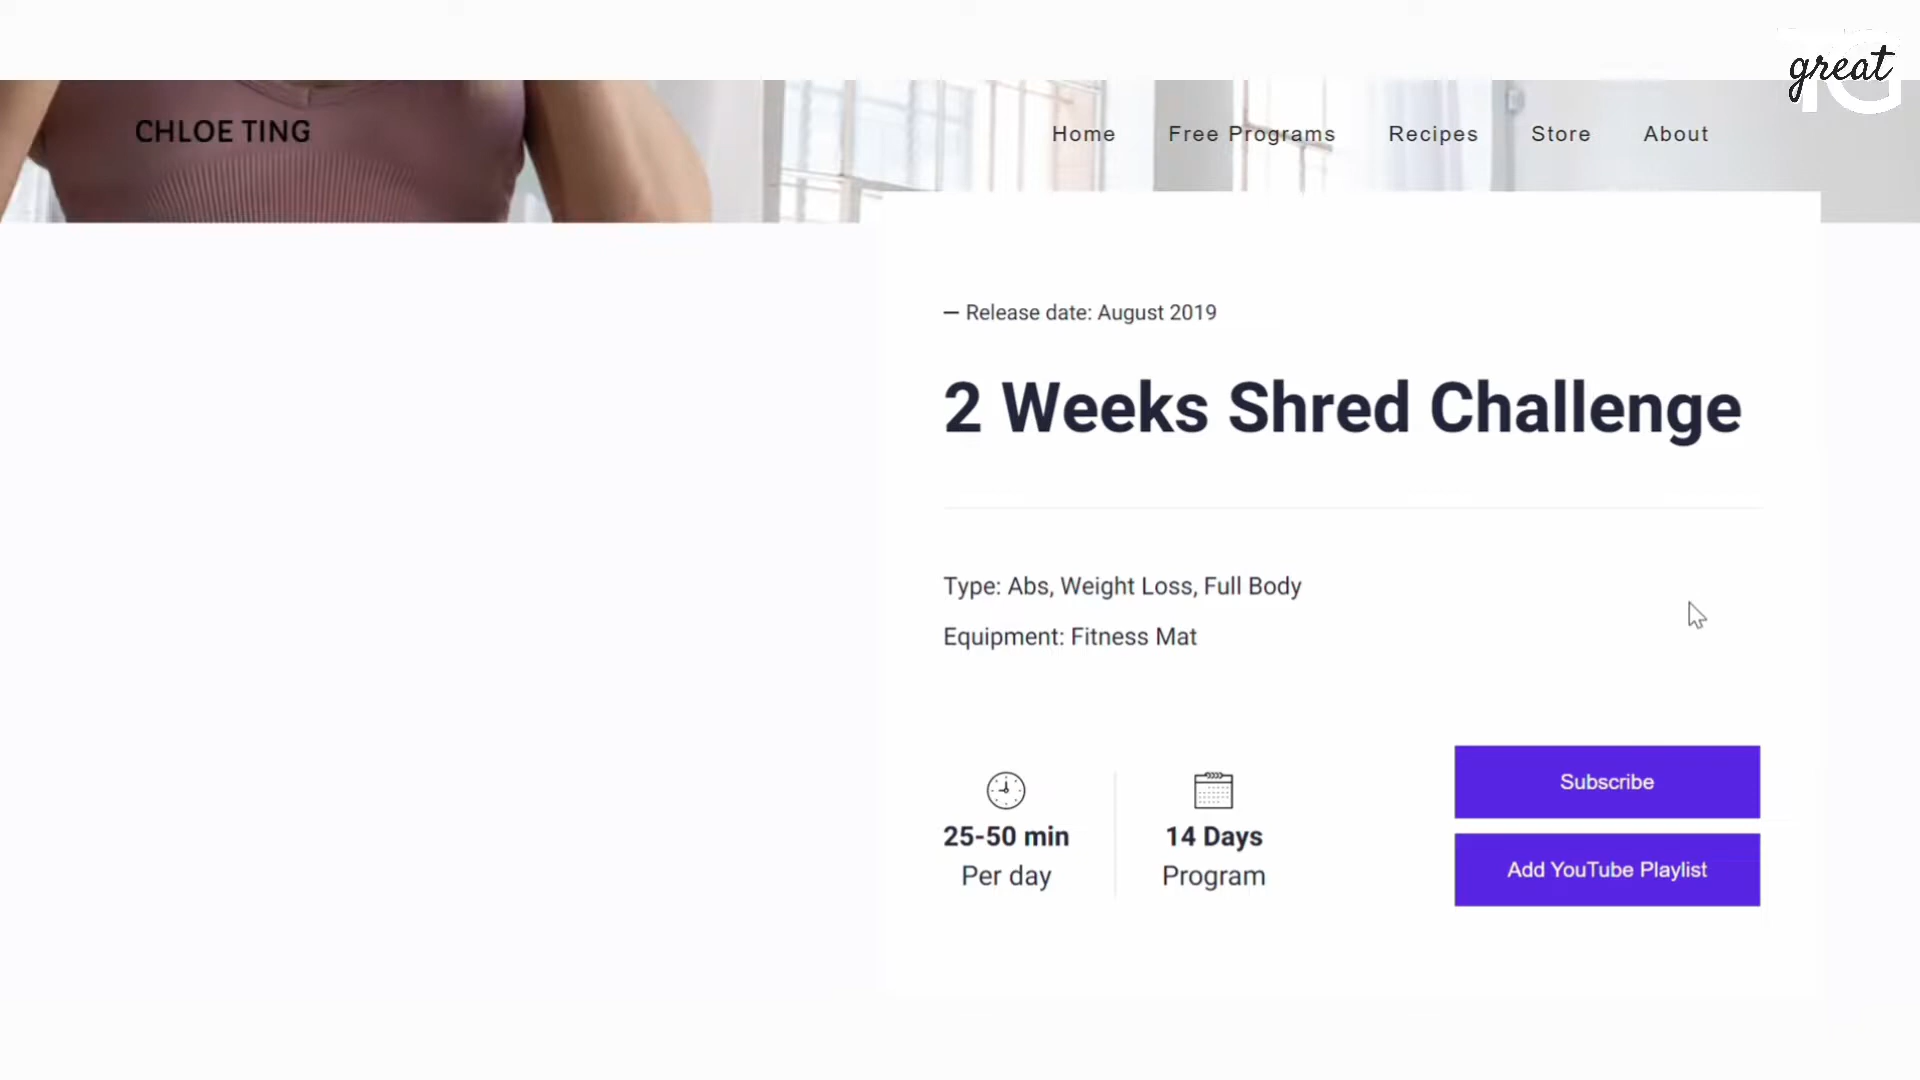 great
TG
CHLOE TING
Home Free Programs Recipes Store About
— Release date: August 2019
2 Weeks Shred Challenge
Type: Abs, Weight Loss, Full Body
Equipment: Fitness Mat
25-50 min
Per day
14 Days
Program
Subscribe
Add YouTube Playlist